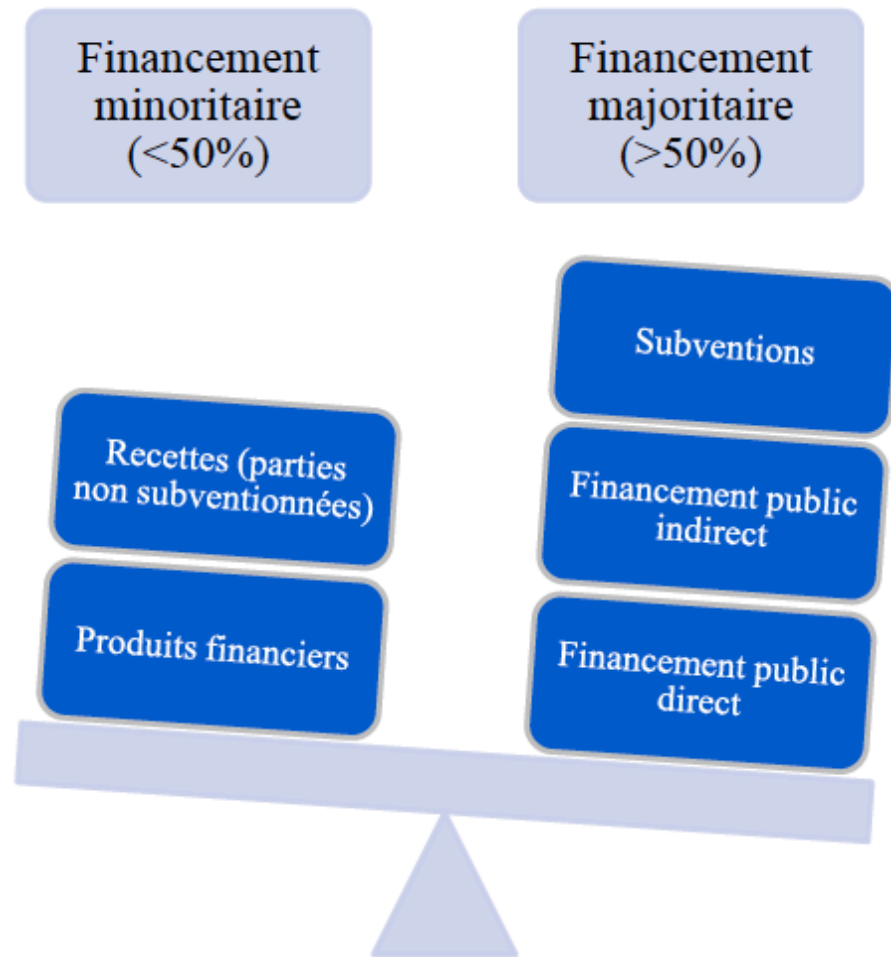 Financement
minoritaire
(<50%)
Financement
majoritaire
(>50%)
Subventions
Recettes (parties
non subventionnées)
Financement public
indirect
Produits financiers
Financement public
direct